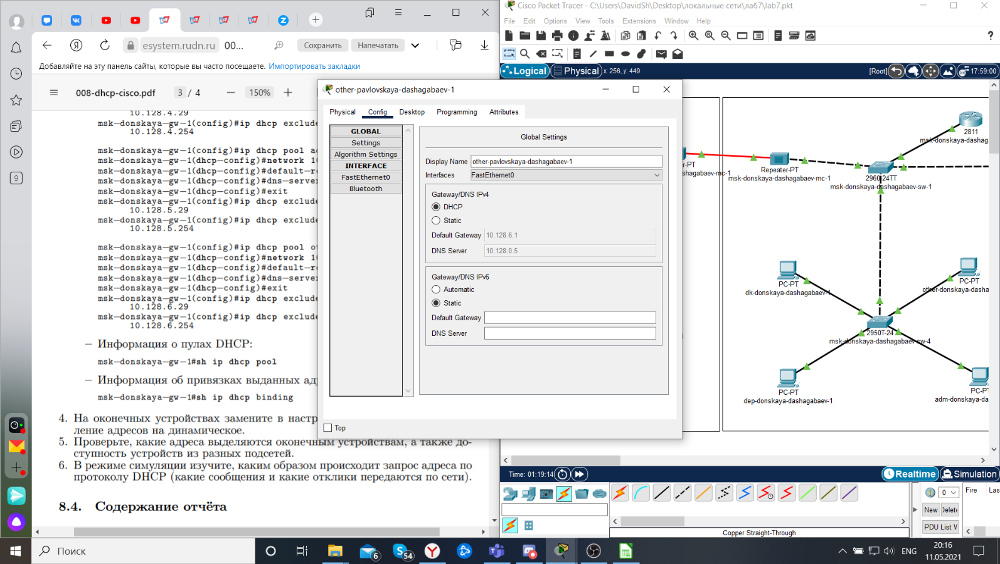 esystem.rudn.ru
00...
Сохранить
Напечатать
Добавляйте на эту панель сайты, которые вы часто посещаете. Импортировать закладки
008-dhcp-cisco.pdf
3 / 4
150%
10.128.4.29
msk-donskaya-gw-1(config)#ip dhcp exclu
10.128.4.254
msk-donskaya-gw-1(config)#ip dhcp pool a
msk-donskaya-gw-1(dhcp-config)#network 1
msk-donskaya-gw-1(dhcp-config)#default-r
msk-donskaya-gw-1(dhcp-config)#dns-serve
msk-donskaya-gw-1(dhcp-config)#exit
msk-donskaya-gw-1(config)#ip dhcp exclu
10.128.5.29
msk-donskaya-gw-1(config)#ip dhcp exclu
10.128.5.254
msk-donskaya-gw-1(config)#ip dhcp pool o
msk-donskaya-gw-1(dhcp-config)#network 1
msk-donskaya-gw-1(dhcp-config)#default-r
msk-donskaya-gw-1(dhcp-config)#dns-serve
msk-donskaya-gw-1(dhcp-config)#exit
msk-donskaya-gw-1(config)#ip dhcp exclu
10.128.6.29
msk-donskaya-gw-1(config)#ip dhcp exclu
10.128.6.254
– Информация о пулах DHCP:
msk-donskaya-gw-1#sh ip dhcp pool
– Информация об привязках выданных ад
msk-donskaya-gw-1#sh ip dhcp binding
4. На оконечных устройствах замените в настр
ление адресов на динамическое.
5. Проверьте, какие адреса выделяются оконечным устройствам, а также до-
ступность устройств из разных подсетей.
6. В режиме симуляции изучите, каким образом происходит запрос адреса по
протоколу DHCP (какие сообщения и какие отклики передаются по сети).
8.4. Содержание отчёта
9
other-pavlovskaya-dashagabaev-1
Physical Config Desktop Programming Attributes
GLOBAL
Settings
Algorithm Settings
INTERFACE
FastEthernet0
Bluetooth
Global Settings
Display Name other-pavlovskaya-dashagabaev-1
Interfaces FastEthernet0
Gateway/DNS IPv4
DHCP
Static
Default Gateway 10.128.6.1
DNS Server 10.128.0.5
Gateway/DNS IPv6
Automatic
Static
Default Gateway
DNS Server
Top
Cisco Packet Tracer - C:\Users\DavidSh\Desktop\локальные сети\лаб7\lab7.pkt
File Edit Options View Tools Extensions Window Help
?
Logical Physical x: 256, y: 449
[Root]
17:59:00
2811
msk-donskaya-dashag
r-PT
hagabaev-mc-1
Repeater-PT
msk-donskaya-dashagabaev-mc-1
2960-24TT
msk-donskaya-dashagabaev-sw-1
PC-PT
dk-donskaya-dashagabaev-1
PC-PT
other-donskaya-dasha
2950T-24
msk-donskaya-dashagabaev-sw-4
PC-PT
dep-donskaya-dashagabaev-1
PC-PT
adm-donskaya-da
Time: 01:19:14
Realtime Simulation
Copper Straight-Through
0
Fire Las
New Delete
PDU List W
Поиск
6
54
ENG
20:16
11.05.2021